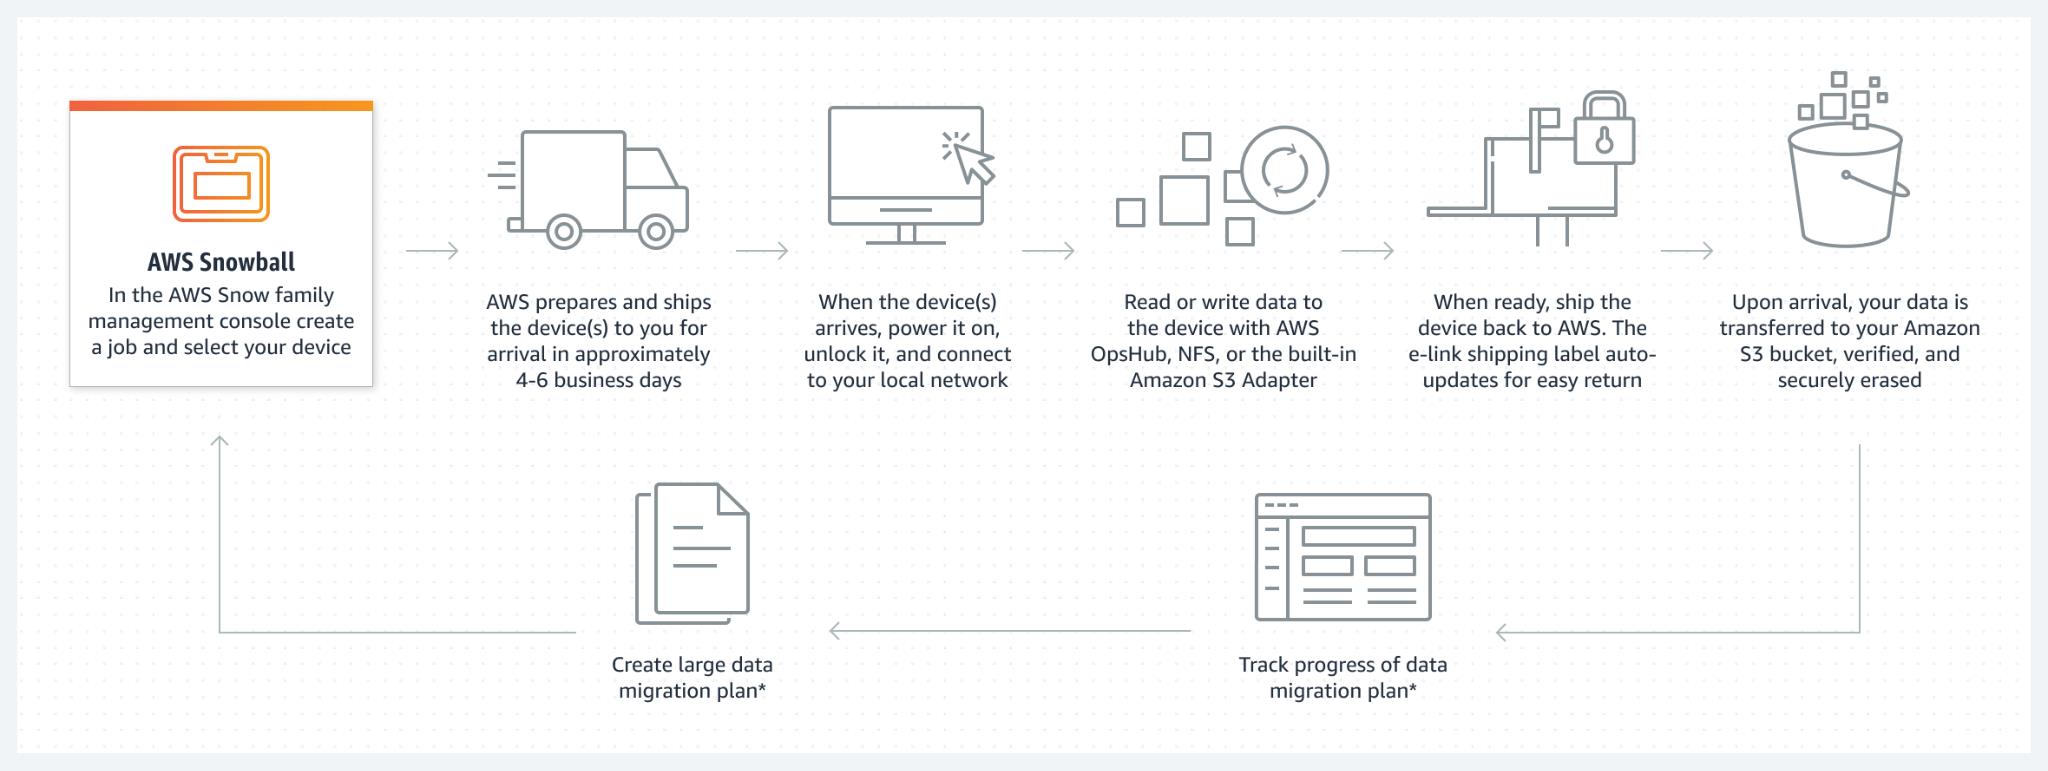 AWS Snowball
In the AWS Snow family
management console create
a job and select your device
AWS prepares and ships
the device(s) to you for
arrival in approximately
4-6 business days
When the device(s)
arrives, power it on,
unlock it, and connect
to your local network
Read or write data to
the device with AWS
OpsHub, NFS, or the built-in
Amazon S3 Adapter
When ready, ship the
device back to AWS. The
e-link shipping label auto-
updates for easy return
Upon arrival, your data is
transferred to your Amazon
S3 bucket, verified, and
securely erased
Create large data
migration plan*
Track progress of data
migration plan*